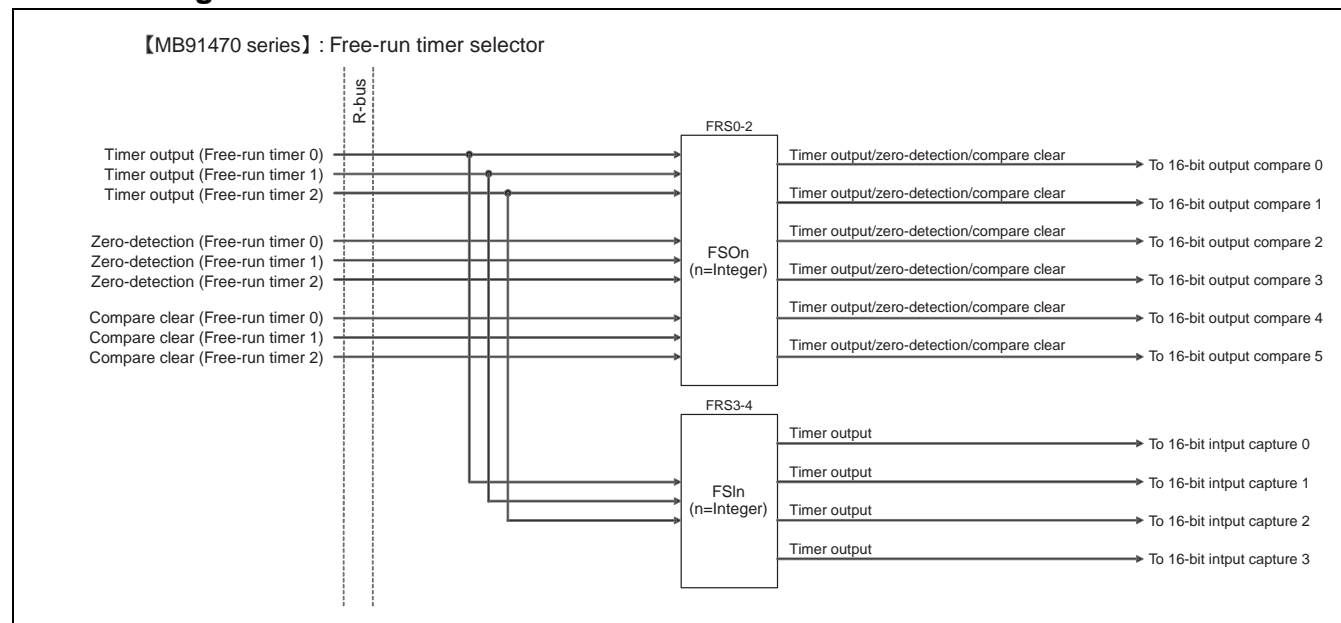 【MB91470 series】: Free-run timer selector
R-bus
FRS0-2
Timer output (Free-run timer 0)
Timer output (Free-run timer 1)
Timer output (Free-run timer 2)
Zero-detection (Free-run timer 0)
Zero-detection (Free-run timer 1)
Zero-detection (Free-run timer 2)
Compare clear (Free-run timer 0)
Compare clear (Free-run timer 1)
Compare clear (Free-run timer 2)
FSOn
(n=Integer)
Timer output/zero-detection/compare clear
To 16-bit output compare 0
Timer output/zero-detection/compare clear
To 16-bit output compare 1
Timer output/zero-detection/compare clear
To 16-bit output compare 2
Timer output/zero-detection/compare clear
To 16-bit output compare 3
Timer output/zero-detection/compare clear
To 16-bit output compare 4
Timer output/zero-detection/compare clear
To 16-bit output compare 5
FRS3-4
FSIn
(n=Integer)
Timer output
To 16-bit intput capture 0
Timer output
To 16-bit intput capture 1
Timer output
To 16-bit intput capture 2
Timer output
To 16-bit intput capture 3